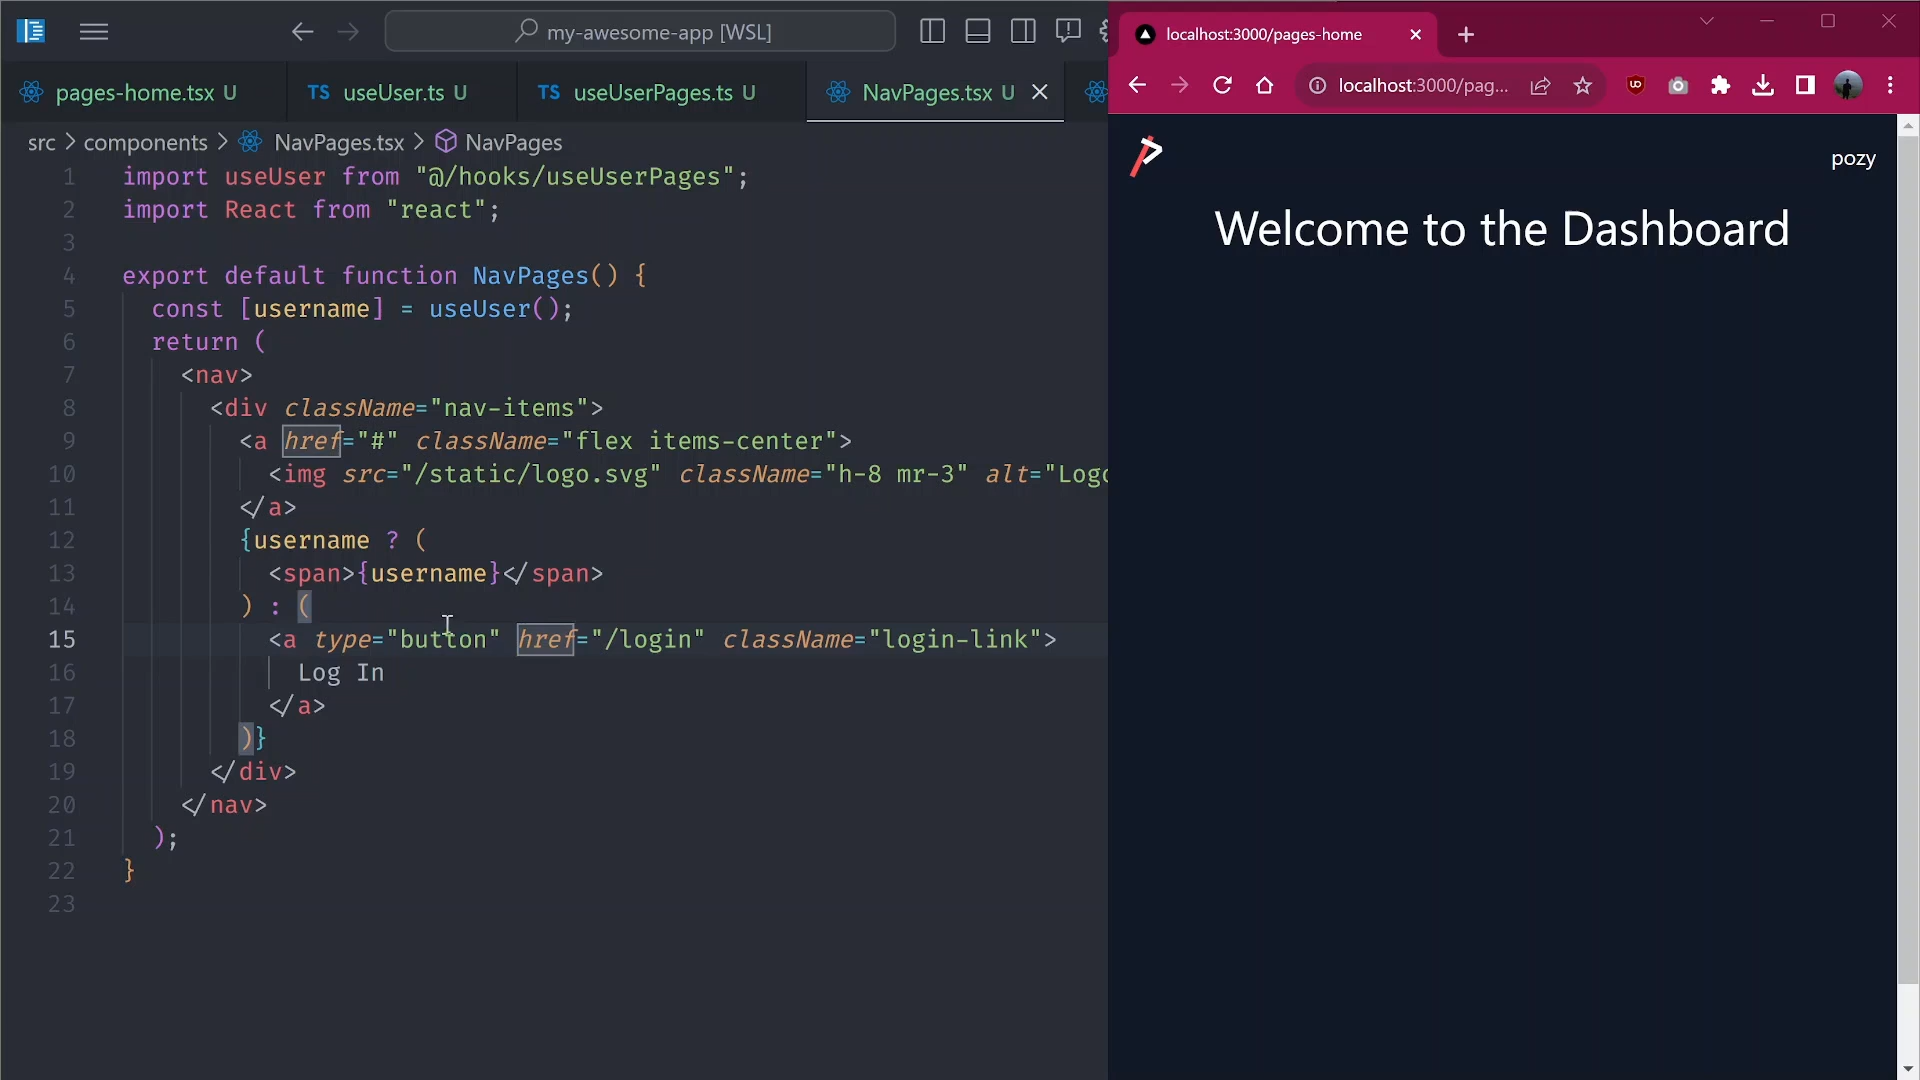 my-awesome-app [WSL]
pages-home.tsx U
TS useUser.ts U
TS useUserPages.ts U
NavPages.tsx U
src > components > NavPages.tsx > NavPages
1 import useUser from "@/hooks/useUserPages";
2 import React from "react";
3
4 export default function NavPages() {
5 const [username] = useUser();
6 return (
7 <nav>
8 <div className="nav-items">
9 <a href="#" className="flex items-center">
10 <img src="/static/logo.svg" className="h-8 mr-3" alt="Logo
11 </a>
12 {username ? (
13 <span>{username}</span>
14 ) : (
15 <a type="button" href="/login" className="login-link">
16 Log In
17 </a>
18 )}
19 </div>
20 </nav>
21 );
22 }
23
localhost:3000/pages-home
localhost:3000/pag...
pozy
Welcome to the Dashboard